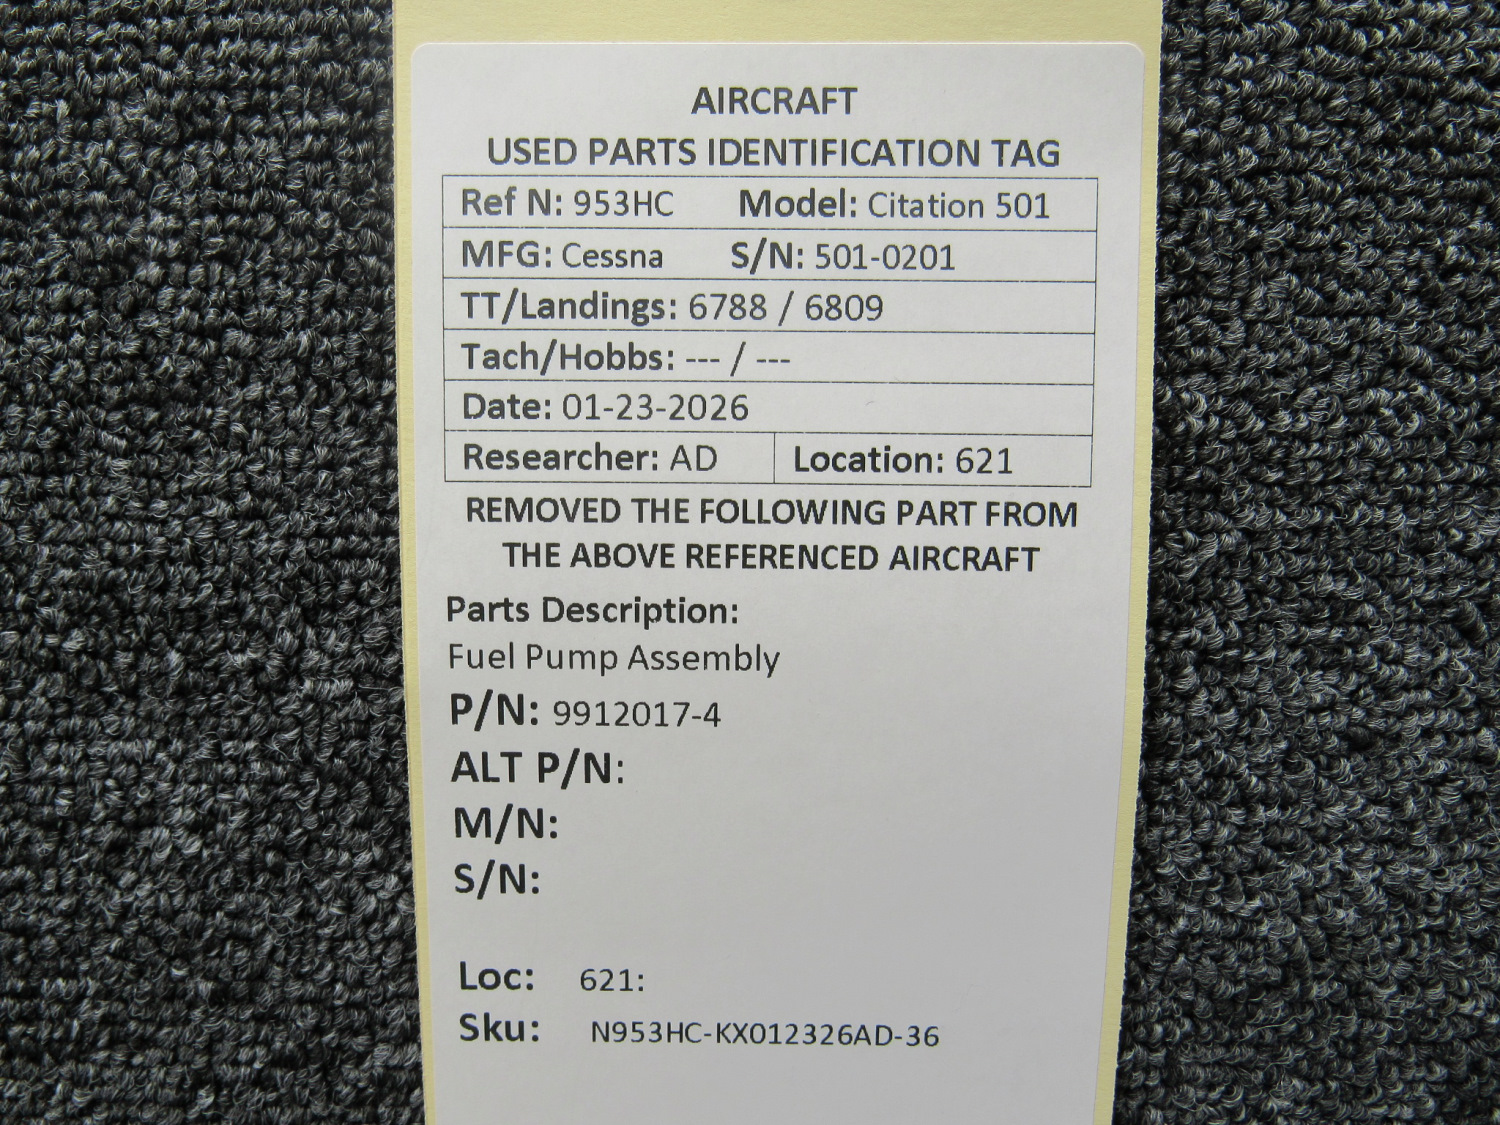 AIRCRAFT
USED PARTS IDENTIFICATION TAG
Ref N: 953HC Model: Citation 501
MFG: Cessna S/N: 501-0201
TT/Landings: 6788 / 6809
Tach/Hobbs: --- / ---
Date: 01-23-2026
Researcher: AD Location: 621
REMOVED THE FOLLOWING PART FROM
THE ABOVE REFERENCED AIRCRAFT
Parts Description:
Fuel Pump Assembly
P/N: 9912017-4
ALT P/N:
M/N:
S/N:
Loc: 621:
Sku: N953HC-KX012326AD-36